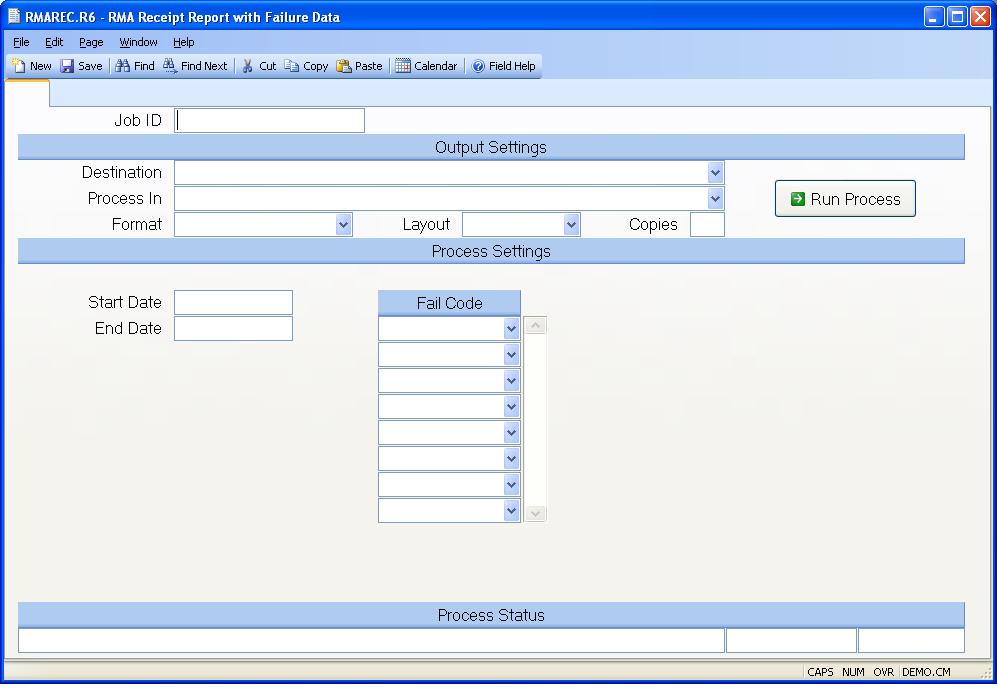 RMAREC.R6 - RMA Receipt Report with Failure Data
File Edit Page Window Help
New Save Find Find Next Cut Copy Paste Calendar Field Help
Job ID
Output Settings
Destination
Process In
Run Process
Format Layout Copies
Process Settings
Start Date
End Date
Fail Code
Process Status
CAPS NUM OVR DEMO.CM